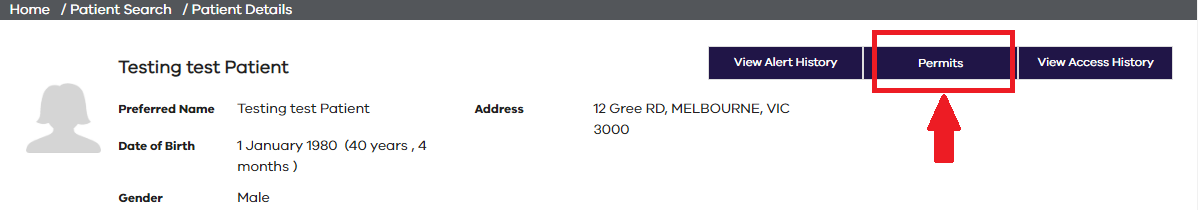 Home / Patient Search / Patient Details
Testing test Patient
View Alert History Permits View Access History
Preferred Name Testing test Patient Address 12 Gree RD, MELBOURNE, VIC
3000
Date of Birth 1 January 1980 (40 years , 4
months )
Gender Male